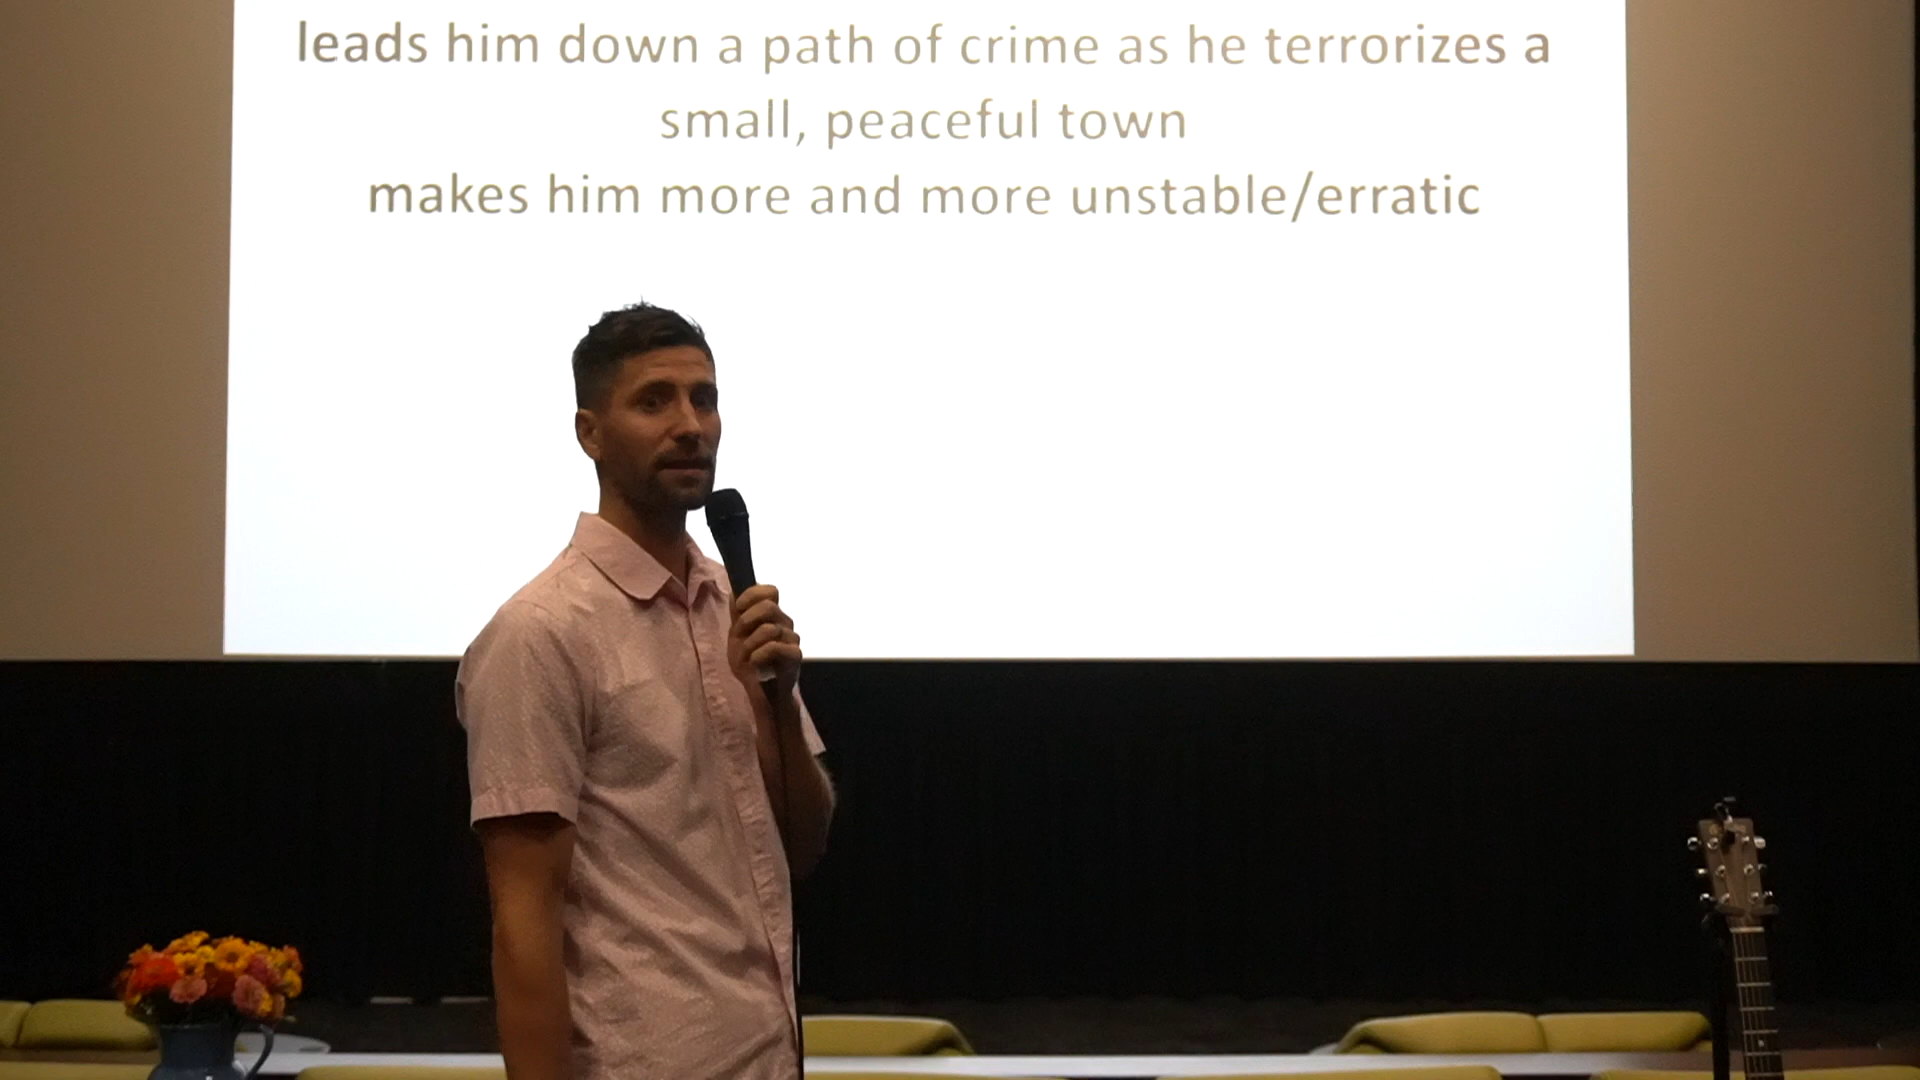 leads him down a path of crime as he terrorizes a
small, peaceful town
makes him more and more unstable/erratic